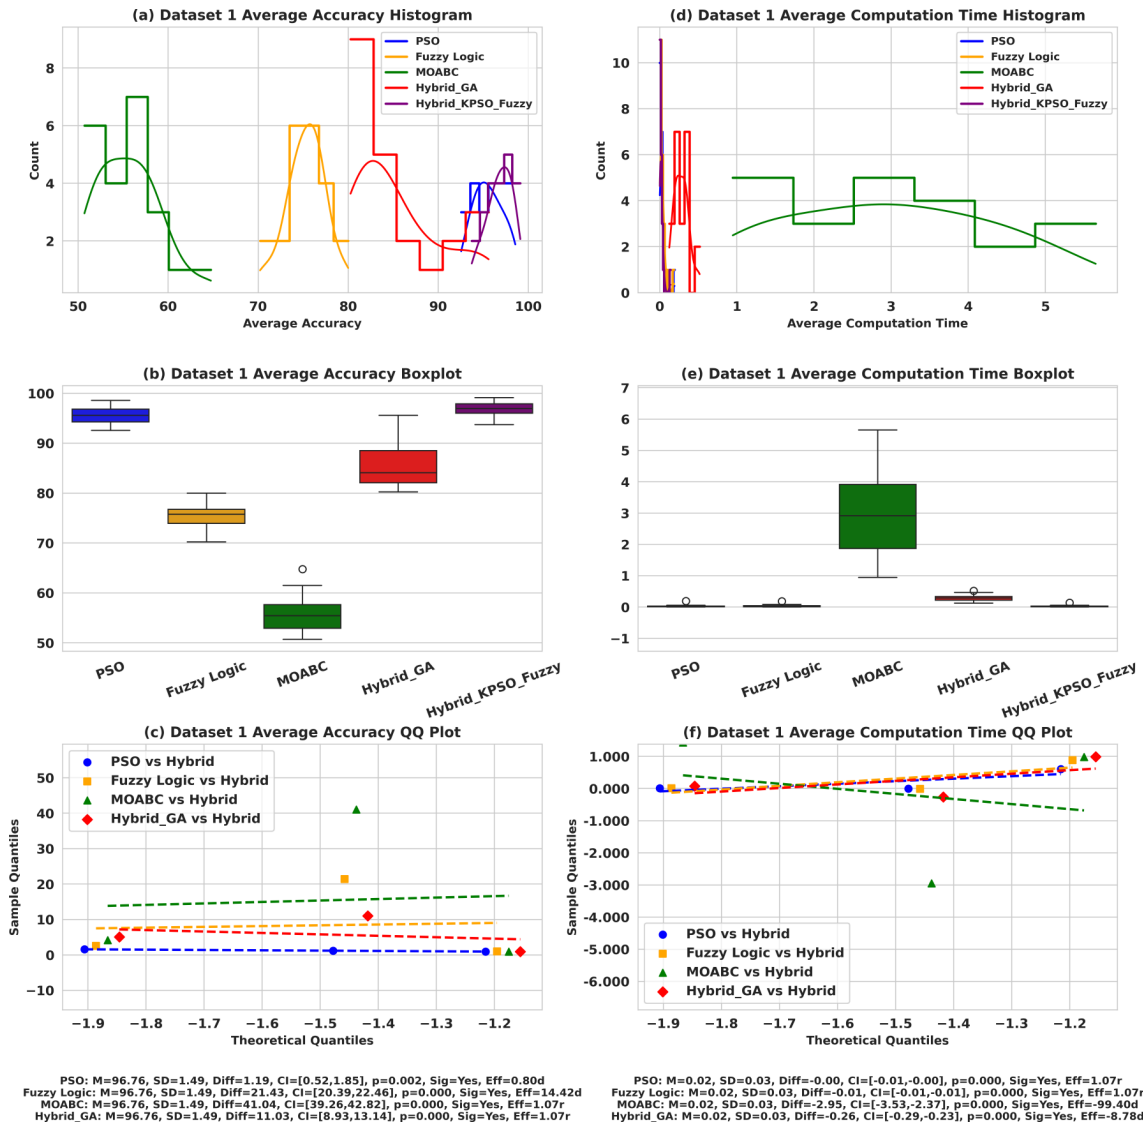 (a) Dataset 1 Average Accuracy Histogram
PSO
Fuzzy Logic
MOABC
Hybrid_GA
Hybrid_KPSO_Fuzzy
Count
8
6
4
2
50
60
70
80
90
100
Average Accuracy
(d) Dataset 1 Average Computation Time Histogram
PSO
Fuzzy Logic
MOABC
Hybrid_GA
Hybrid_KPSO_Fuzzy
Count
10
8
6
4
2
0
0
1
2
3
4
5
Average Computation Time
(b) Dataset 1 Average Accuracy Boxplot
100
90
80
70
60
50
PSO
Fuzzy Logic
MOABC
Hybrid_GA
Hybrid_KPSO_Fuzzy
(e) Dataset 1 Average Computation Time Boxplot
7
6
5
4
3
2
1
0
−1
PSO
Fuzzy Logic
MOABC
Hybrid_GA
Hybrid_KPSO_Fuzzy
(c) Dataset 1 Average Accuracy QQ Plot
PSO vs Hybrid
Fuzzy Logic vs Hybrid
MOABC vs Hybrid
Hybrid_GA vs Hybrid
Sample Quantiles
50
40
30
20
10
0
−10
−1.9
−1.8
−1.7
−1.6
−1.5
−1.4
−1.3
−1.2
Theoretical Quantiles
(f) Dataset 1 Average Computation Time QQ Plot
Sample Quantiles
1.000
0.000
-1.000
-2.000
-3.000
-4.000
-5.000
-6.000
PSO vs Hybrid
Fuzzy Logic vs Hybrid
MOABC vs Hybrid
Hybrid_GA vs Hybrid
−1.9
−1.8
−1.7
−1.6
−1.5
−1.4
−1.3
−1.2
Theoretical Quantiles
PSO: M=96.76, SD=1.49, Diff=1.19, CI=[0.52,1.85], p=0.002, Sig=Yes, Eff=0.80d
Fuzzy Logic: M=96.76, SD=1.49, Diff=21.43, CI=[20.39,22.46], p=0.000, Sig=Yes, Eff=14.42d
MOABC: M=96.76, SD=1.49, Diff=41.04, CI=[39.26,42.82], p=0.000, Sig=Yes, Eff=1.07r
Hybrid_GA: M=96.76, SD=1.49, Diff=11.03, CI=[8.93,13.14], p=0.000, Sig=Yes, Eff=1.07r
PSO: M=0.02, SD=0.03, Diff=-0.00, CI=[-0.01,-0.00], p=0.000, Sig=Yes, Eff=1.07r
Fuzzy Logic: M=0.02, SD=0.03, Diff=-0.01, CI=[-0.01,-0.01], p=0.000, Sig=Yes, Eff=1.07r
MOABC: M=0.02, SD=0.03, Diff=-2.95, CI=[-3.53,-2.37], p=0.000, Sig=Yes, Eff=-99.40d
Hybrid_GA: M=0.02, SD=0.03, Diff=-0.26, CI=[-0.29,-0.23], p=0.000, Sig=Yes, Eff=-8.78d